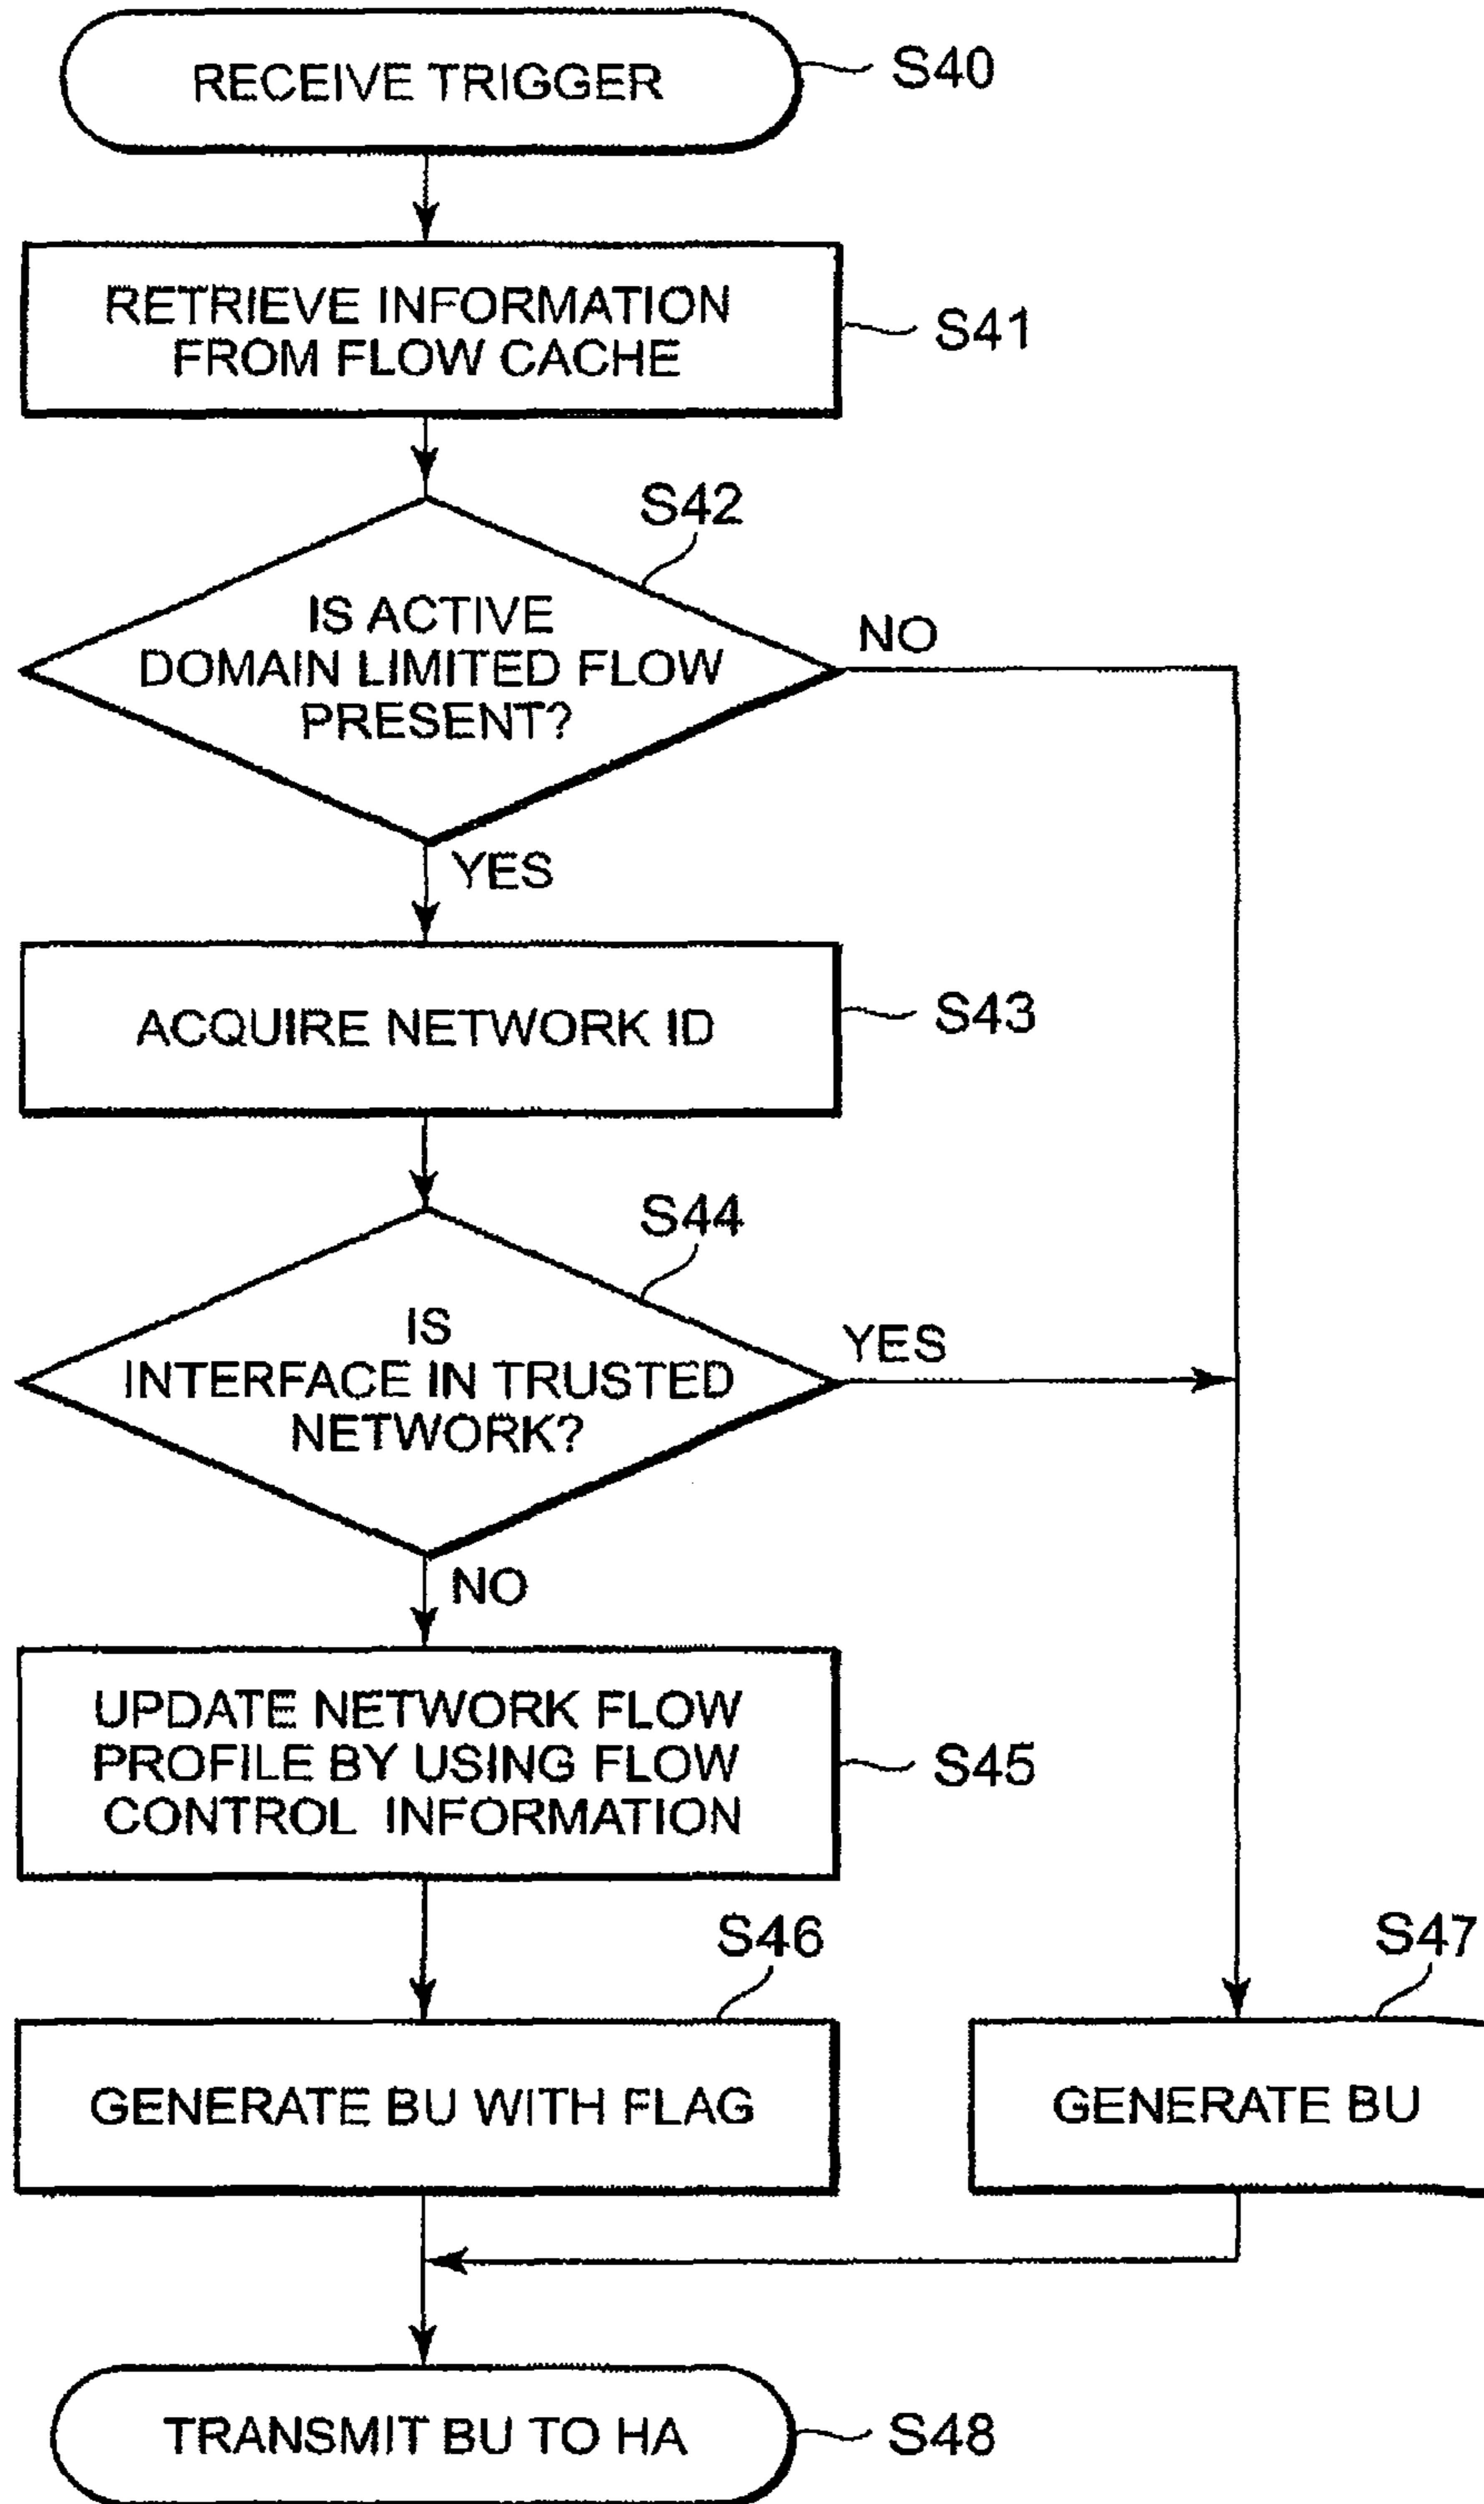 RECEIVE TRIGGER
S40
RETRIEVE INFORMATION
FROM FLOW CACHE
S41
S42
IS ACTIVE
DOMAIN LIMITED FLOW
PRESENT?
NO
YES
ACQUIRE NETWORK ID
S43
S44
IS
INTERFACE IN TRUSTED
NETWORK?
YES
NO
UPDATE NETWORK FLOW
PROFILE BY USING FLOW
CONTROL INFORMATION
S45
S46
S47
GENERATE BU WITH FLAG
GENERATE BU
TRANSMIT BU TO HA
S48